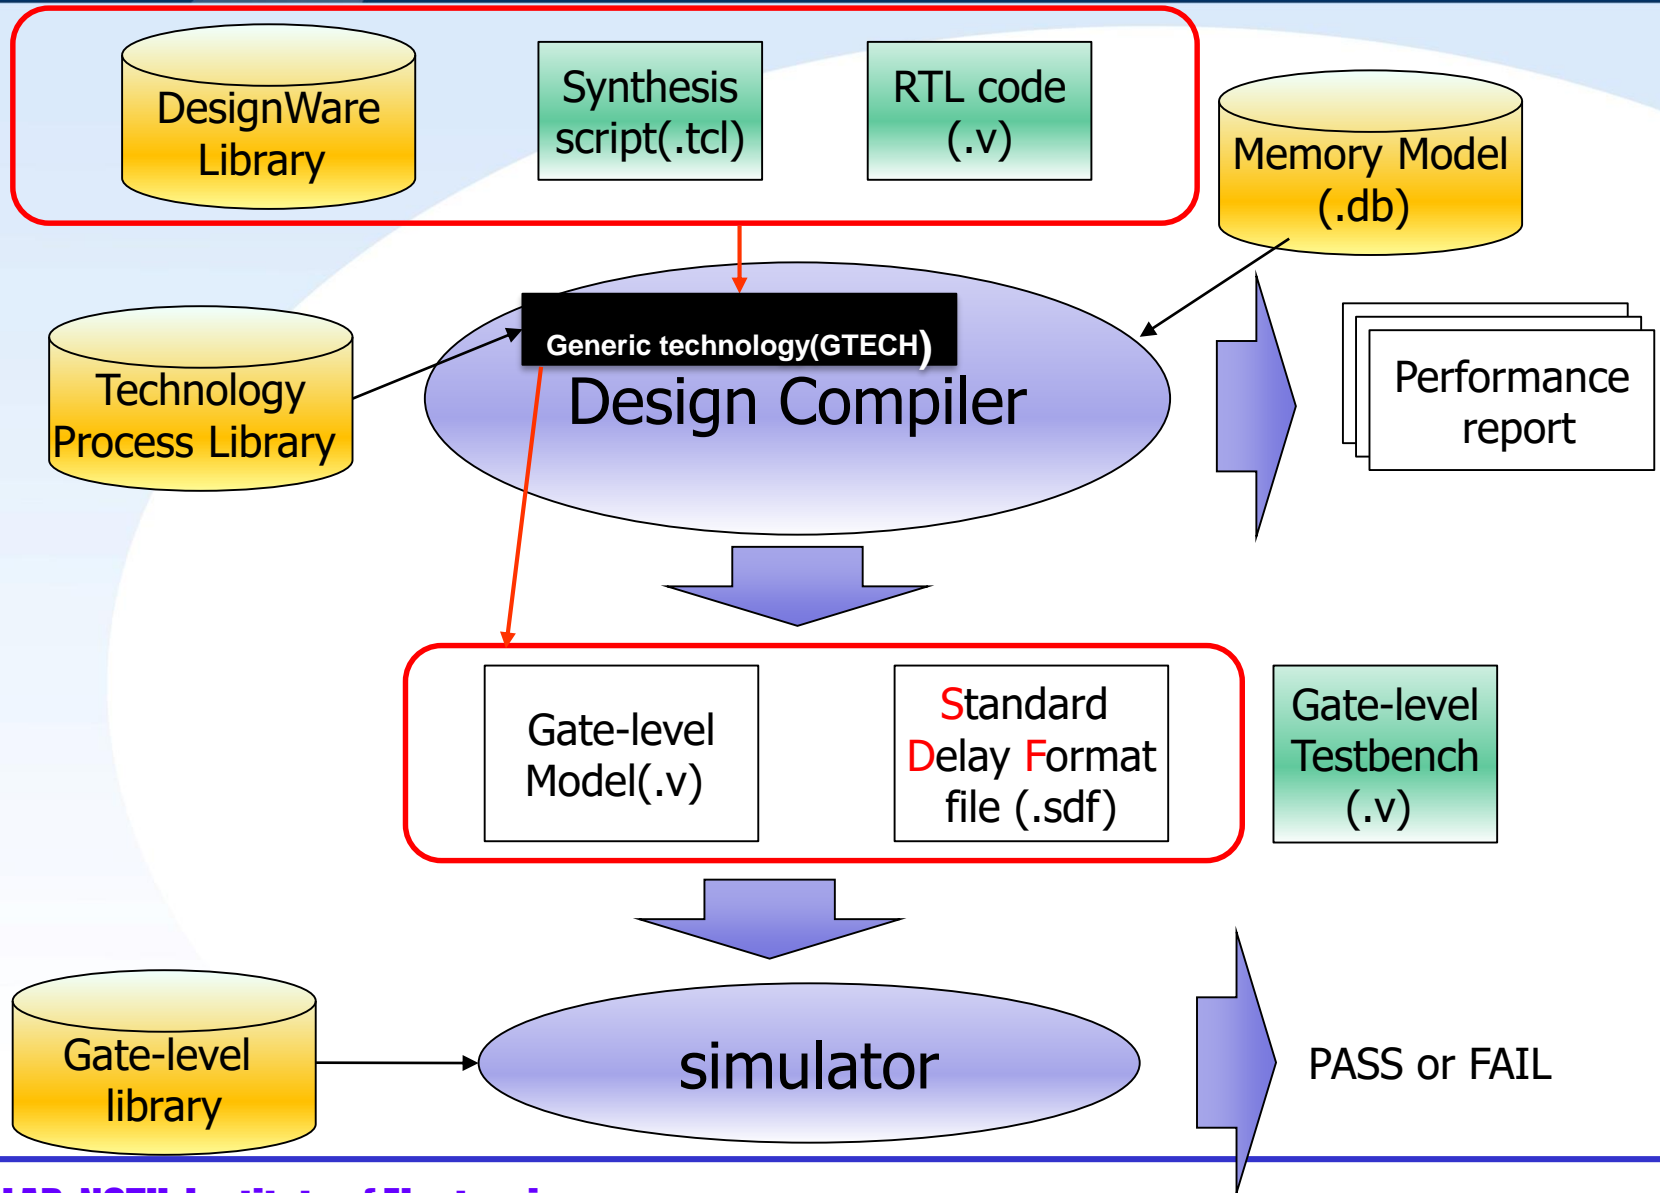 DesignWare
Library
Synthesis
script(.tcl)
RTL code
(.v)
Memory Model
(.db)
Generic technology(GTECH)
Technology
Process Library
Design Compiler
Performance
report
Gate-level
Model(.v)
Standard
Delay Format
file (.sdf)
Gate-level
Testbench
(.v)
Gate-level
library
simulator
PASS or FAIL